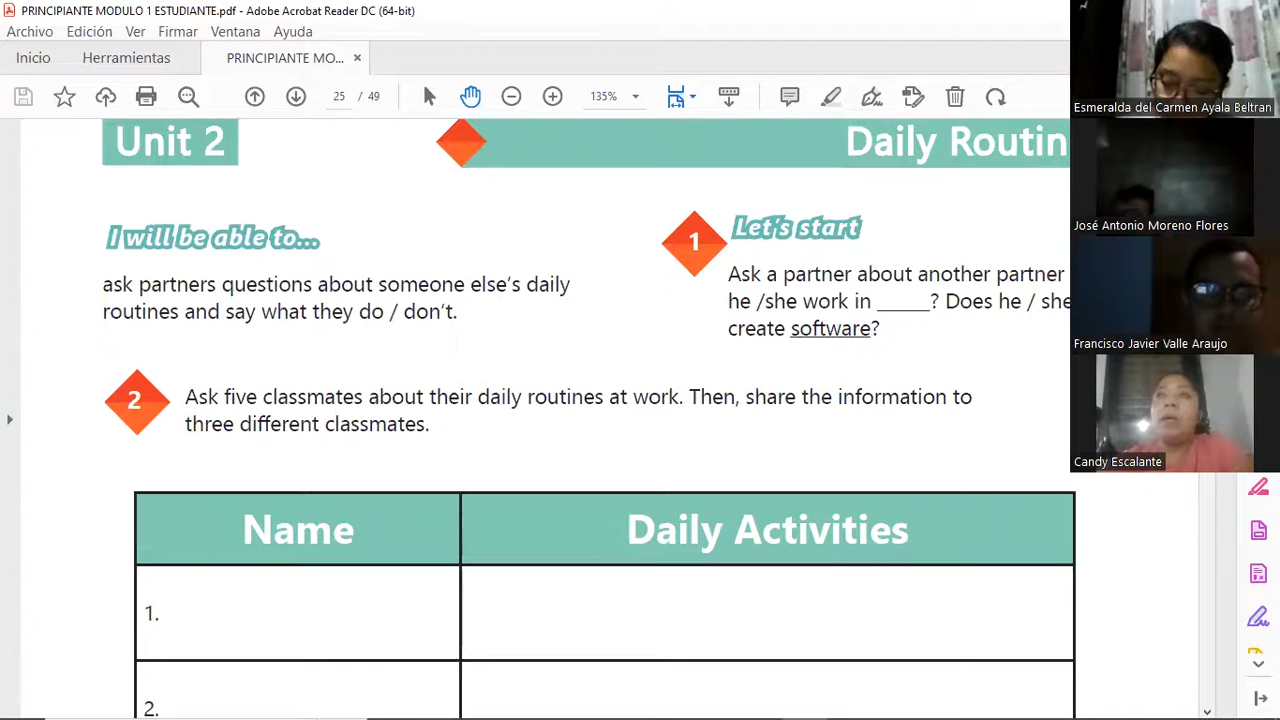 PRINCIPIANTE MODULO 1 ESTUDIANTE.pdf - Adobe Acrobat Reader DC (64-bit)
Archivo Edición Ver Firmar Ventana Ayuda
Inicio Herramientas PRINCIPIANTE MO... ×
25 / 49 135%
Unit 2
Daily Routin
I will be able to...
ask partners questions about someone else's daily
routines and say what they do / don't.
1
Let's start
Ask a partner about another partner
he /she work in _____? Does he / she
create software?
2
Ask five classmates about their daily routines at work. Then, share the information to
three different classmates.
Name Daily Activities
1.
2.
Esmeralda del Carmen Ayala Beltran
José Antonio Moreno Flores
Francisco Javier Valle Araujo
Candy Escalante